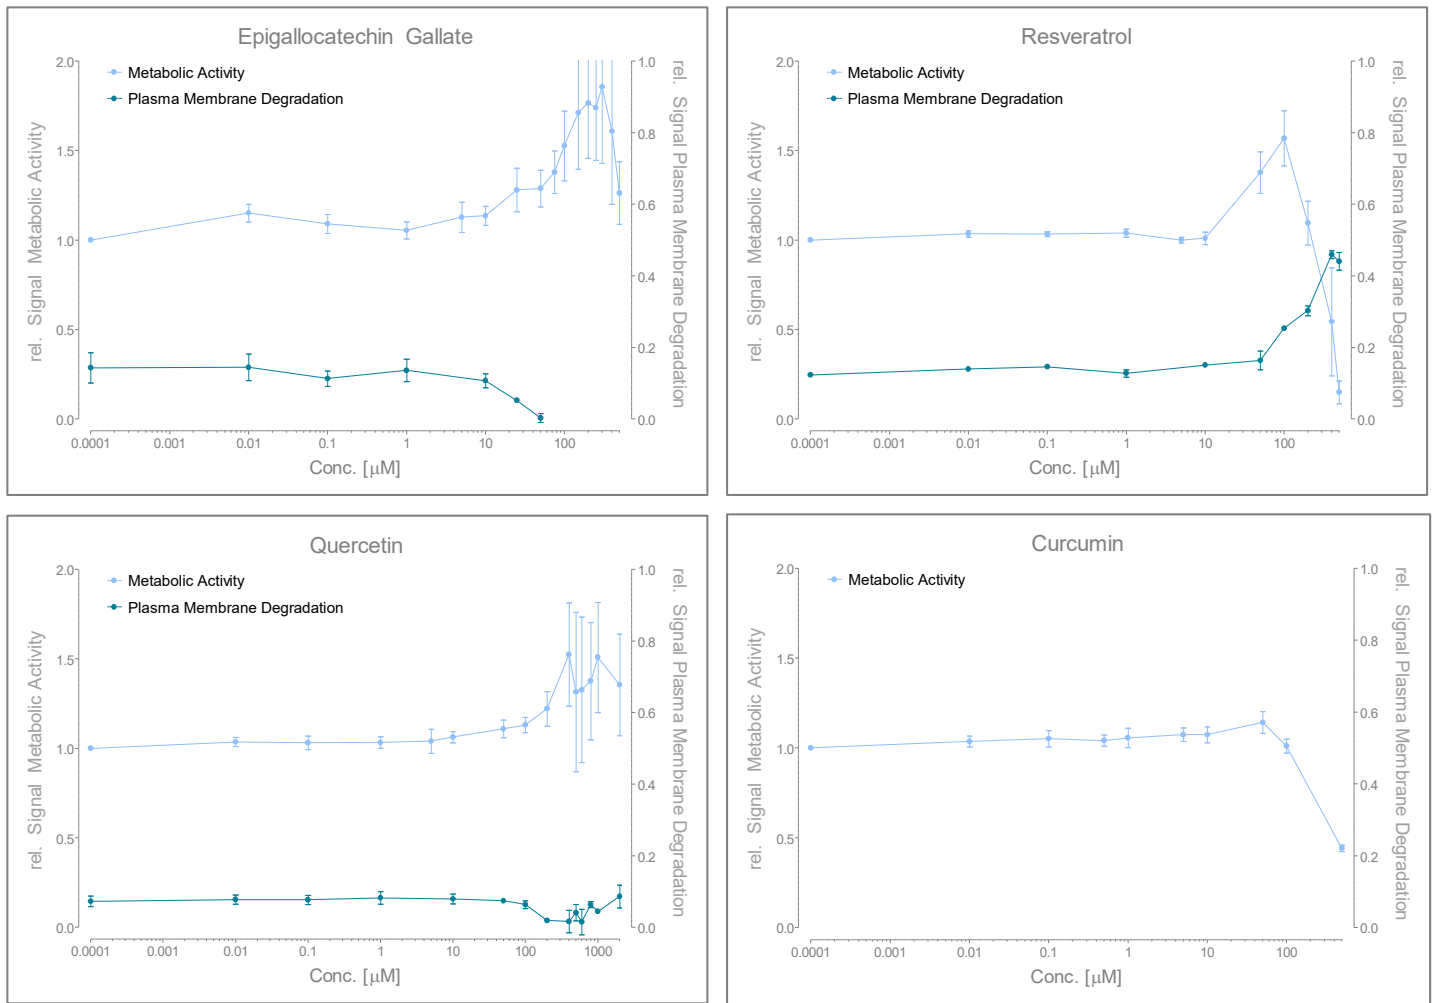 Epigallocatechin Gallate
Metabolic Activity
Plasma Membrane Degradation
rel. Signal Metabolic Activity
2.0
1.5
1.0
0.5
0.0
1.0
0.8
0.6
0.4
0.2
0.0
rel. Signal Plasma Membrane Degradation
0.0001 0.001 0.01 0.1 1 10 100
Conc. [µM]
Resveratrol
Metabolic Activity
Plasma Membrane Degradation
rel. Signal Metabolic Activity
2.0
1.5
1.0
0.5
0.0
1.0
0.8
0.6
0.4
0.2
0.0
rel. Signal Plasma Membrane Degradation
0.0001 0.001 0.01 0.1 1 10 100
Conc. [µM]
Quercetin
Metabolic Activity
Plasma Membrane Degradation
rel. Signal Metabolic Activity
2.0
1.5
1.0
0.5
0.0
1.0
0.8
0.6
0.4
0.2
0.0
rel. Signal Plasma Membrane Degradation
0.0001 0.001 0.01 0.1 1 10 100 1000
Conc. [µM]
Curcumin
Metabolic Activity
rel. Signal Metabolic Activity
2.0
1.5
1.0
0.5
0.0
1.0
0.8
0.6
0.4
0.2
0.0
rel. Signal Plasma Membrane Degradation
0.0001 0.001 0.01 0.1 1 10 100
Conc. [µM]